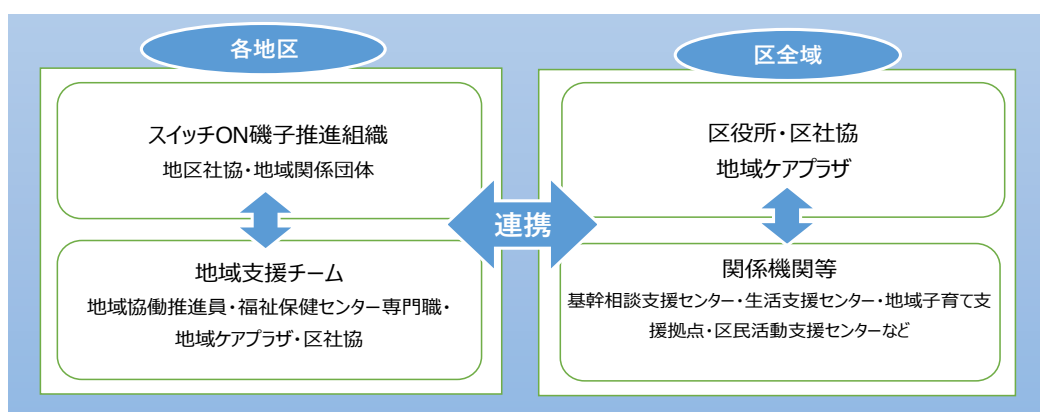 各地区
スイッチON磯子推進組織
地区社協・地域関係団体
地域支援チーム
地域協働推進員・福祉保健センター専門職・
地域ケアプラザ・区社協
連携
区全域
区役所・区社協
地域ケアプラザ
関係機関等
基幹相談支援センター・生活支援センター・地域子育て支
援拠点・区民活動支援センターなど